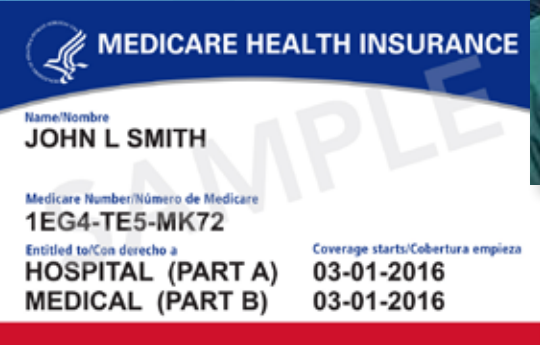 MEDICARE HEALTH INSURANCE
Name/Nombre
JOHN L SMITH
Medicare Number/Número de Medicare
1EG4-TE5-MK72
Entitled to/Con derecho a Coverage starts/Cobertura empieza
HOSPITAL (PART A) 03-01-2016
MEDICAL (PART B) 03-01-2016
SAMPLE